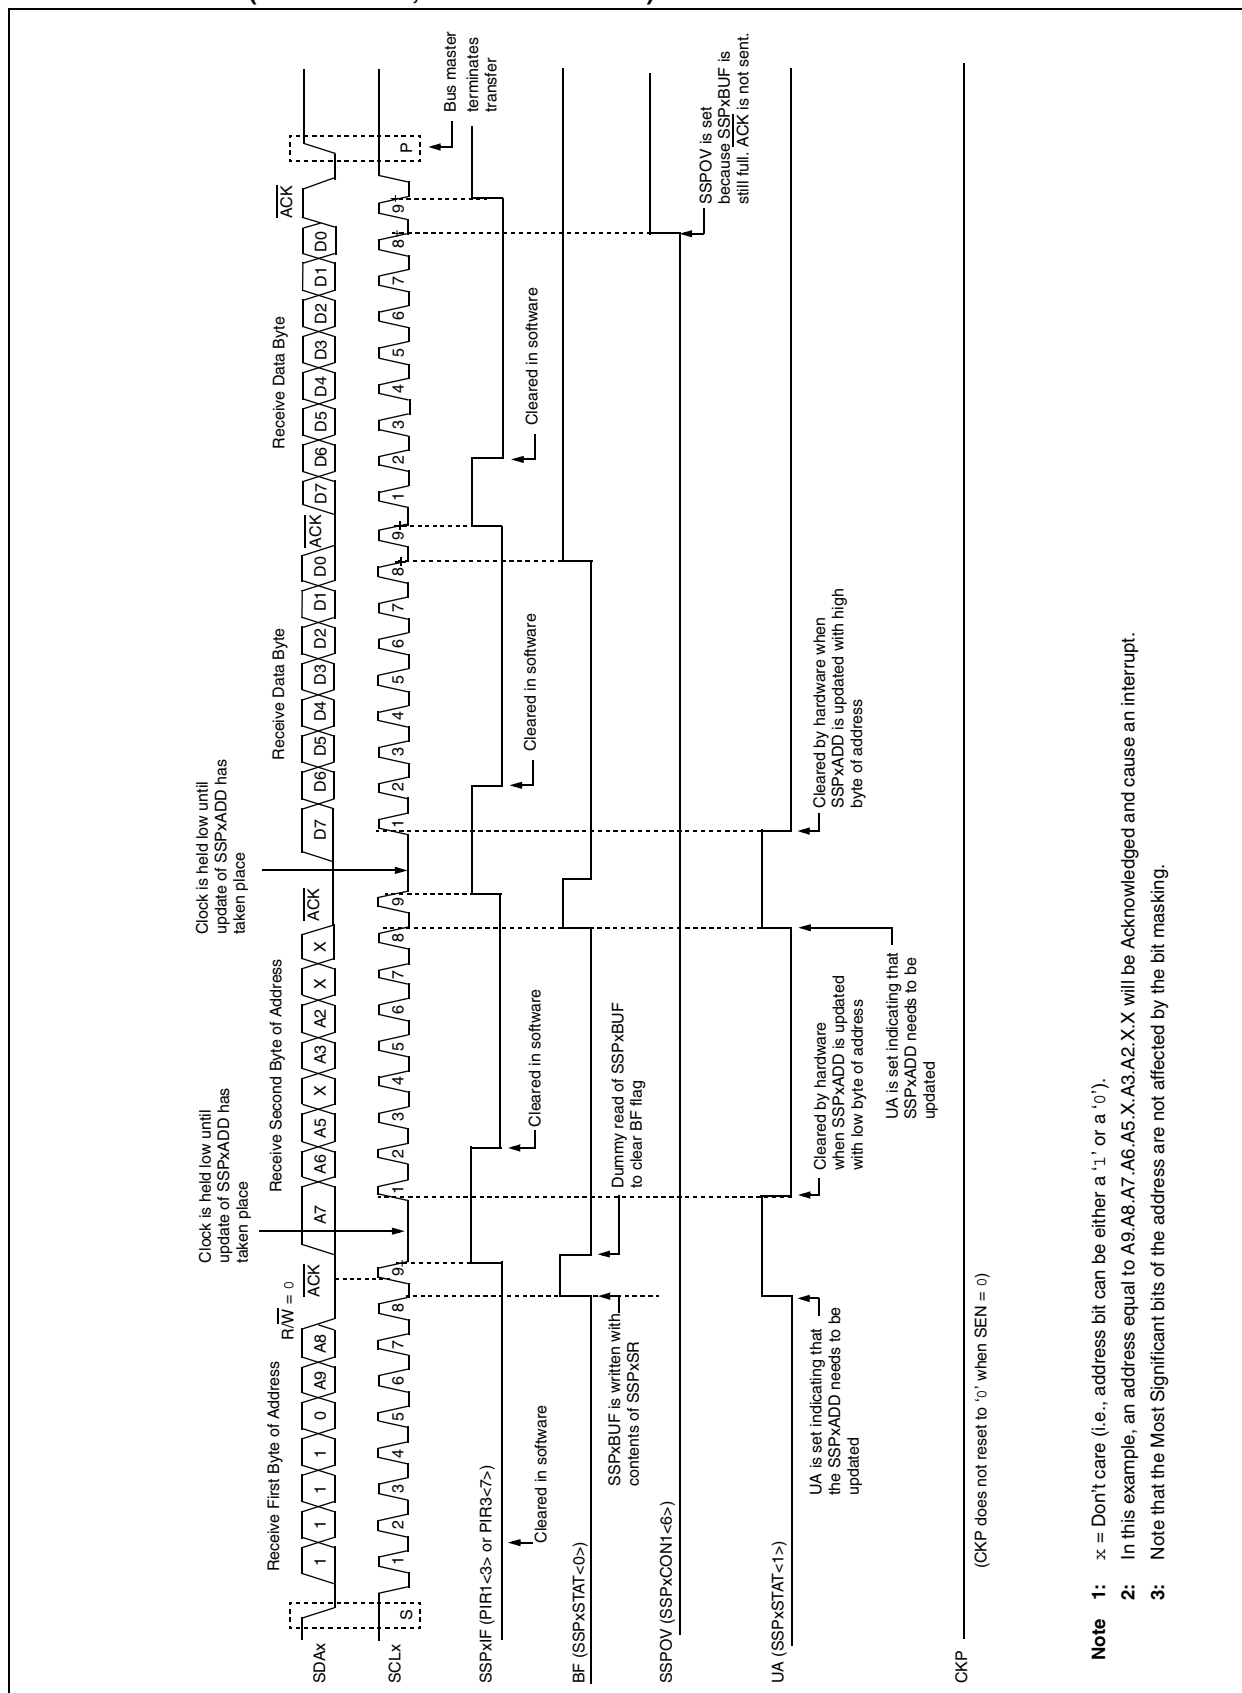 Receive First Byte of Address
R/W = 0
ACK
Clock is held low until
update of SSPxADD has
taken place
Receive Second Byte of Address
ACK
Clock is held low until
update of SSPxADD has
taken place
Receive Data Byte
ACK
Receive Data Byte
ACK
SDAx
1 1 1 1 0 A9 A8
A7 A6 A5 X A3 A2 X X
D7 D6 D5 D4 D3 D2 D1 D0
D7 D6 D5 D4 D3 D2 D1 D0
SCLx
S 1 2 3 4 5 6 7 8 9
1 2 3 4 5 6 7 8 9
1 2 3 4 5 6 7 8 9
1 2 3 4 5 6 7 8 9 P
Bus master
terminates
transfer
SSPxIF (PIR1<3> or PIR3<7>)
Cleared in software
Cleared in software
Cleared in software
Cleared in software
BF (SSPxSTAT<0>)
SSPxBUF is written with
contents of SSPxSR
Dummy read of SSPxBUF
to clear BF flag
SSPOV (SSPxCON1<6>)
SSPOV is set
because SSPxBUF is
still full. ACK is not sent.
UA (SSPxSTAT<1>)
UA is set indicating that
the SSPxADD needs to be
updated
Cleared by hardware
when SSPxADD is updated
with low byte of address
UA is set indicating that
SSPxADD needs to be
updated
Cleared by hardware when
SSPxADD is updated with high
byte of address
CKP
(CKP does not reset to ‘0’ when SEN = 0)
Note 1: x = Don’t care (i.e., address bit can be either a ‘1’ or a ‘0’).
2: In this example, an address equal to A9.A8.A7.A6.A5.X.A3.A2.X.X will be Acknowledged and cause an interrupt.
3: Note that the Most Significant bits of the address are not affected by the bit masking.